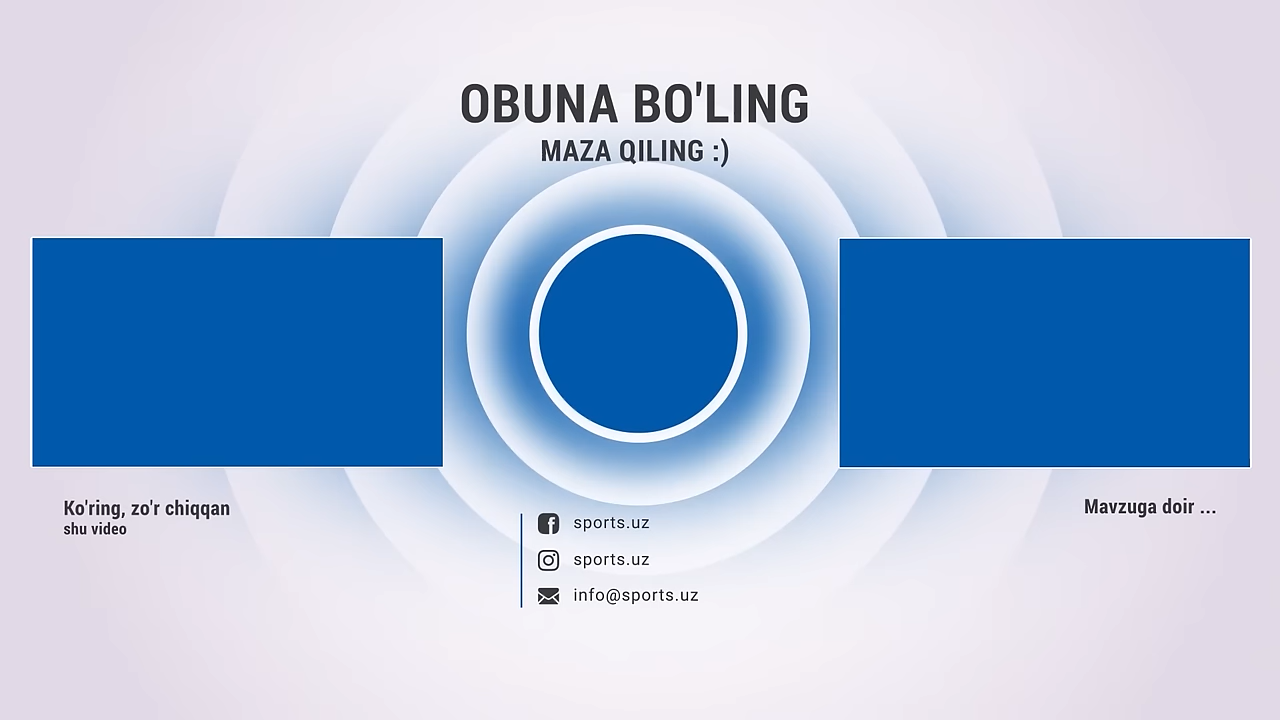 OBUNA BO'LING
MAZA QILING :)
Ko'ring, zo'r chiqqan
shu video
Mavzuga doir ...
sports.uz
sports.uz
info@sports.uz